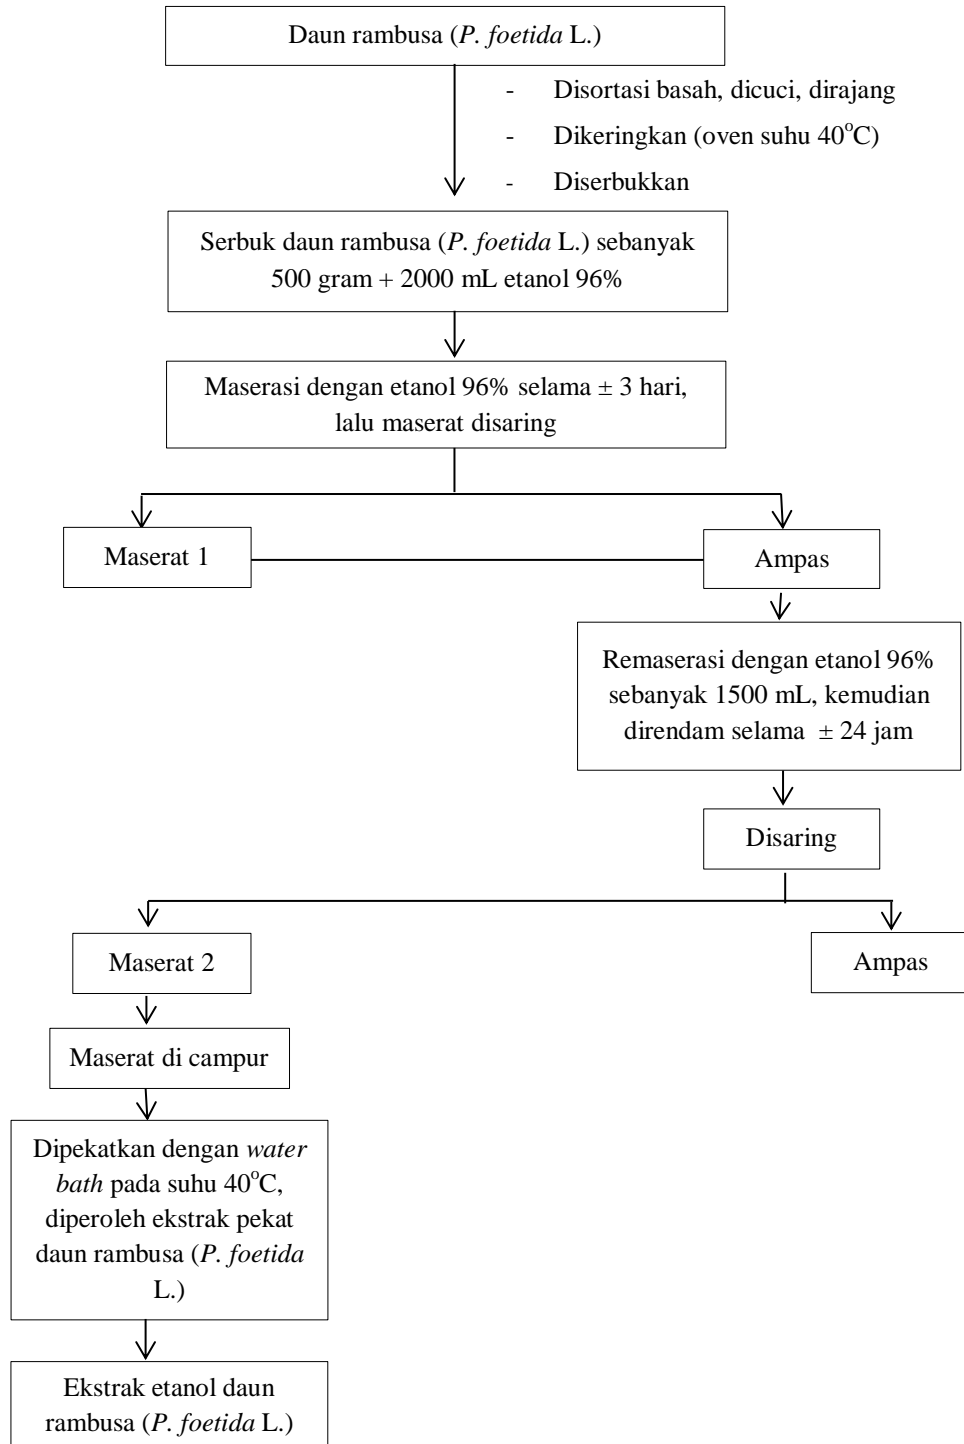 Daun rambusa (P. foetida L.)
- Disortasi basah, dicuci, dirajang
- Dikeringkan (oven suhu 40°C)
- Diserbukkan
Serbuk daun rambusa (P. foetida L.) sebanyak
500 gram + 2000 mL etanol 96%
Maserasi dengan etanol 96% selama ± 3 hari,
lalu maserat disaring
Maserat 1
Ampas
Remaserasi dengan etanol 96%
sebanyak 1500 mL, kemudian
direndam selama ± 24 jam
Disaring
Maserat 2
Ampas
Maserat di campur
Dipekatkan dengan water
bath pada suhu 40°C,
diperoleh ekstrak pekat
daun rambusa (P. foetida
L.)
Ekstrak etanol daun
rambusa (P. foetida L.)